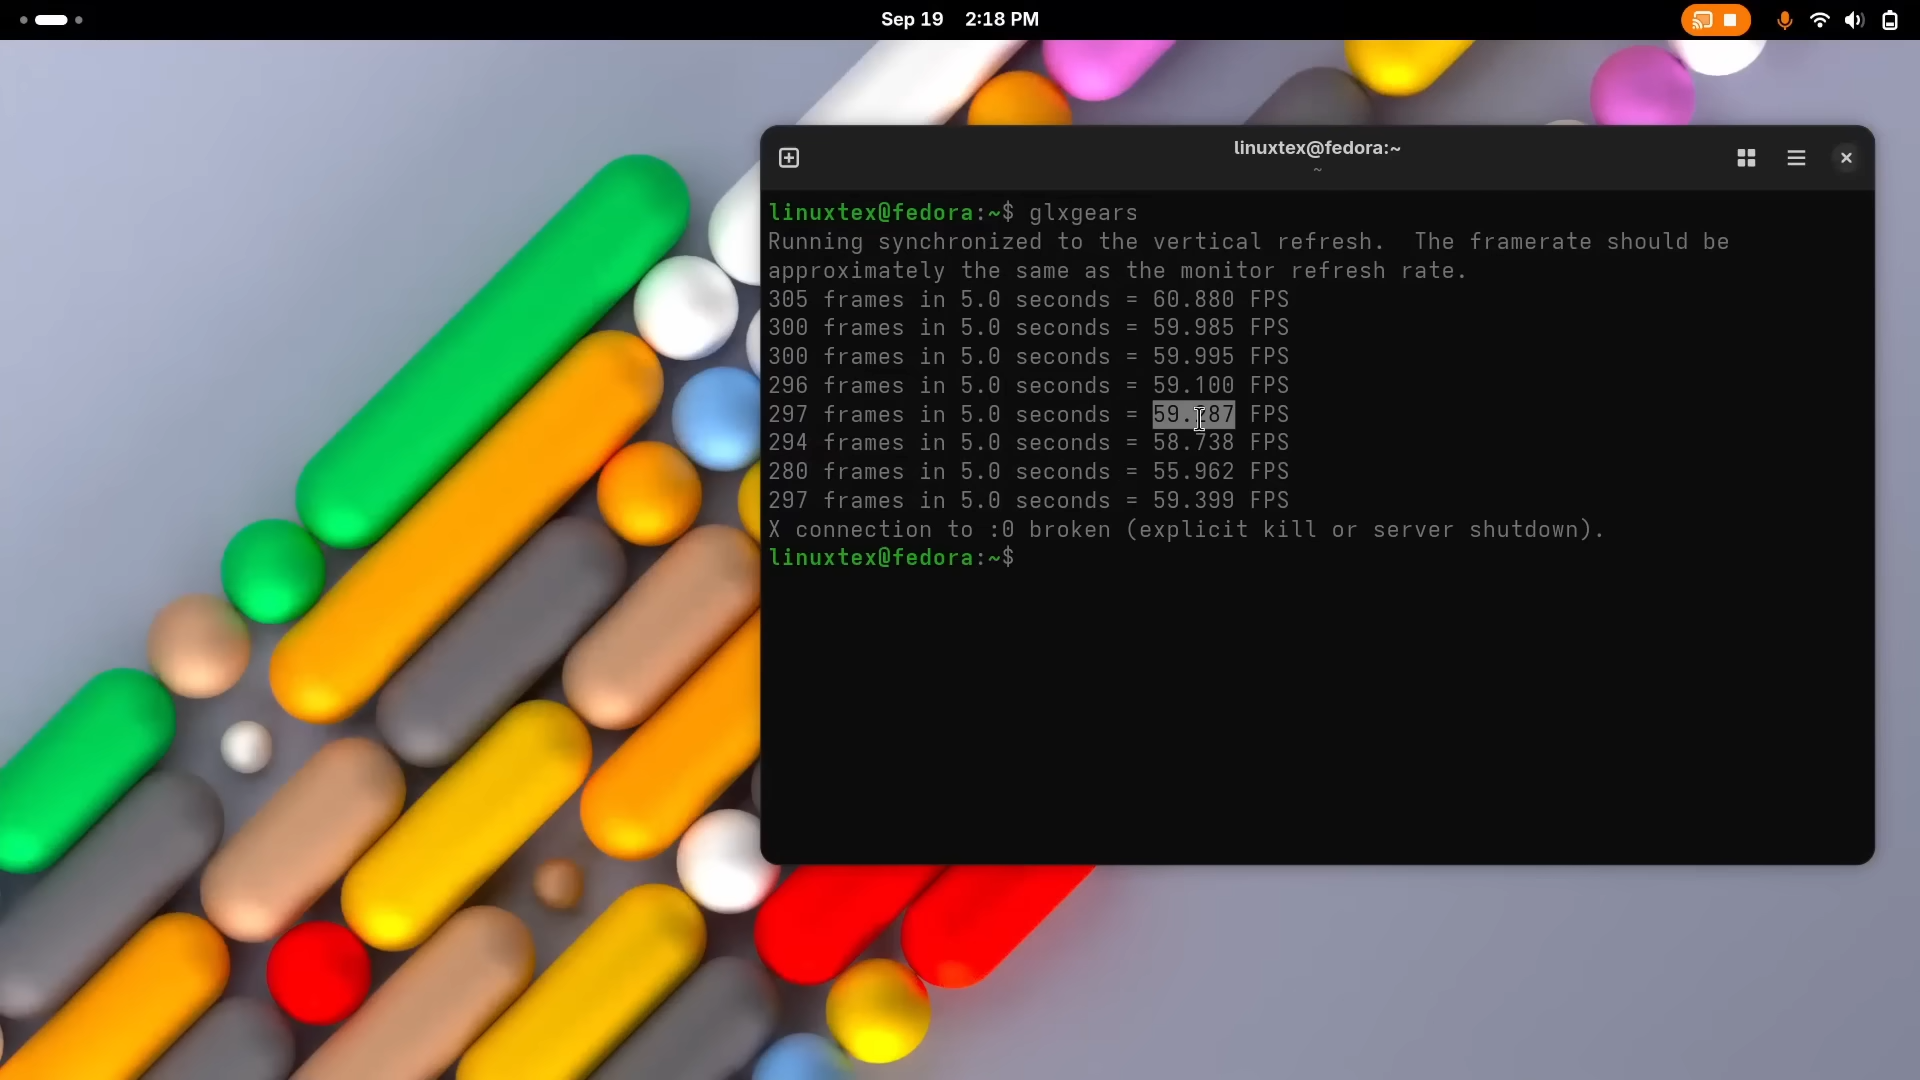 Sep 19 2:18 PM
linuxtex@fedora:~
~
linuxtex@fedora:~$ glxgears
Running synchronized to the vertical refresh.  The framerate should be
approximately the same as the monitor refresh rate.
305 frames in 5.0 seconds = 60.880 FPS
300 frames in 5.0 seconds = 59.985 FPS
300 frames in 5.0 seconds = 59.995 FPS
296 frames in 5.0 seconds = 59.100 FPS
297 frames in 5.0 seconds = FPS
294 frames in 5.0 seconds = 58.738 FPS
280 frames in 5.0 seconds = 55.962 FPS
297 frames in 5.0 seconds = 59.399 FPS
X connection to :0 broken (explicit kill or server shutdown).
linuxtex@fedora:~$